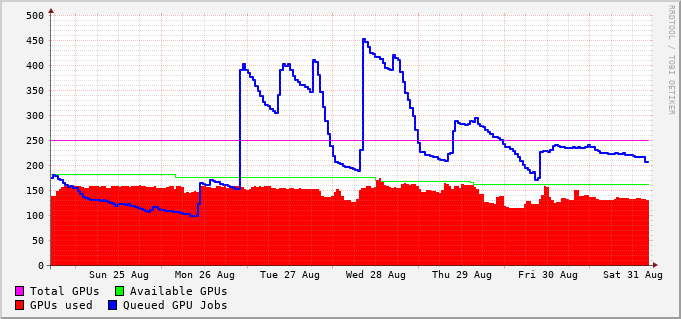 500
450
400
350
300
250
200
150
100
50
0
Sun 25 Aug Mon 26 Aug Tue 27 Aug Wed 28 Aug Thu 29 Aug Fri 30 Aug Sat 31 Aug
Total GPUs Available GPUs
GPUs used Queued GPU Jobs
RRDTOOL / TOBI OETIKER